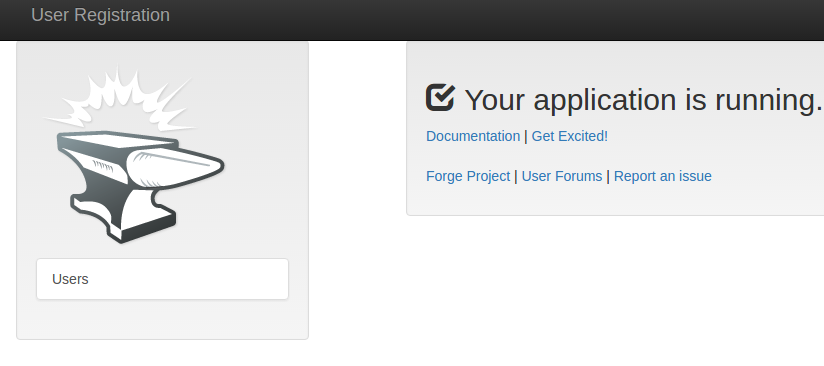 User Registration
Your application is running.
Documentation | Get Excited!
Forge Project | User Forums | Report an issue
Users